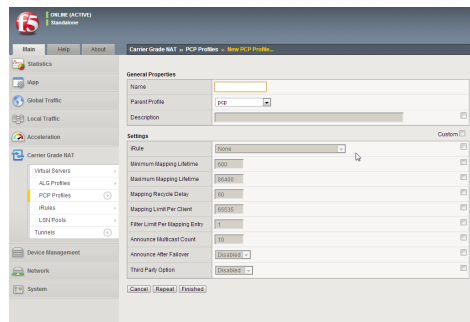 f5
ONLINE (ACTIVE)
Standalone
Main
Help
About
Carrier Grade NAT » PCP Profiles » New PCP Profile...
Statistics
iApp
Global Traffic
Local Traffic
Acceleration
Carrier Grade NAT
Virtual Servers
ALG Profiles
PCP Profiles
iRules
LSN Pools
Tunnels
Device Management
Network
System
General Properties
Name
Parent Profile pcp
Description
Settings Custom
iRule None
Minimum Mapping Lifetime 600
Maximum Mapping Lifetime 86400
Mapping Recycle Delay 60
Mapping Limit Per Client 65535
Filter Limit Per Mapping Entry 1
Announce Multicast Count 10
Announce After Failover Disabled
Third Party Option Disabled
Cancel Repeat Finished